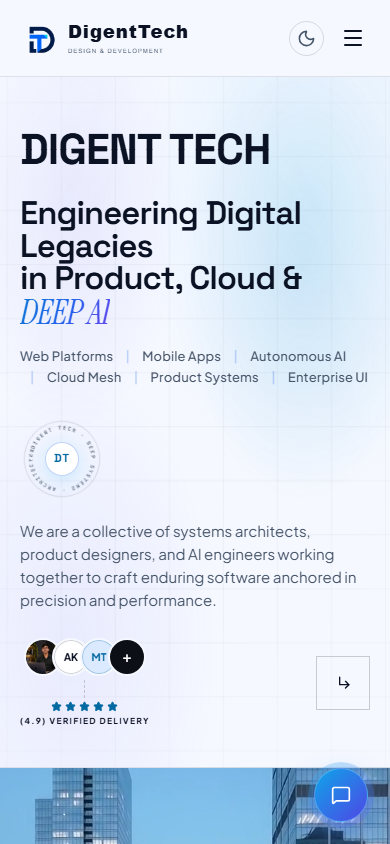 DigentTech
DESIGN & DEVELOPMENT
DIGENT TECH
Engineering Digital
Legacies
in Product, Cloud &
DEEP AI
Web Platforms | Mobile Apps | Autonomous AI
| Cloud Mesh | Product Systems | Enterprise UI
DT
We are a collective of systems architects,
product designers, and AI engineers working
together to craft enduring software anchored in
precision and performance.
AK MT +
(4.9) VERIFIED DELIVERY